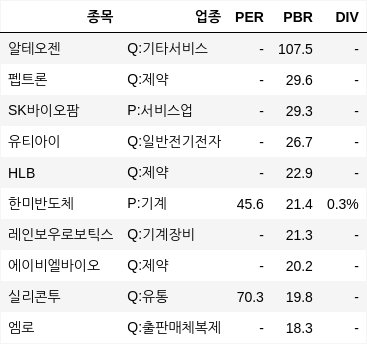 종목 업종 PER PBR DIV
알테오젠 Q:기타서비스 - 107.5 -
펩트론 Q:제약 - 29.6 -
SK바이오팜 P:서비스업 - 29.3 -
유티아이 Q:일반전기전자 - 26.7 -
HLB Q:제약 - 22.9 -
한미반도체 P:기계 45.6 21.4 0.3%
레인보우로보틱스 Q:기계장비 - 21.3 -
에이비엘바이오 Q:제약 - 20.2 -
실리콘투 Q:유통 70.3 19.8 -
엠로 Q:출판매체복제 - 18.3 -